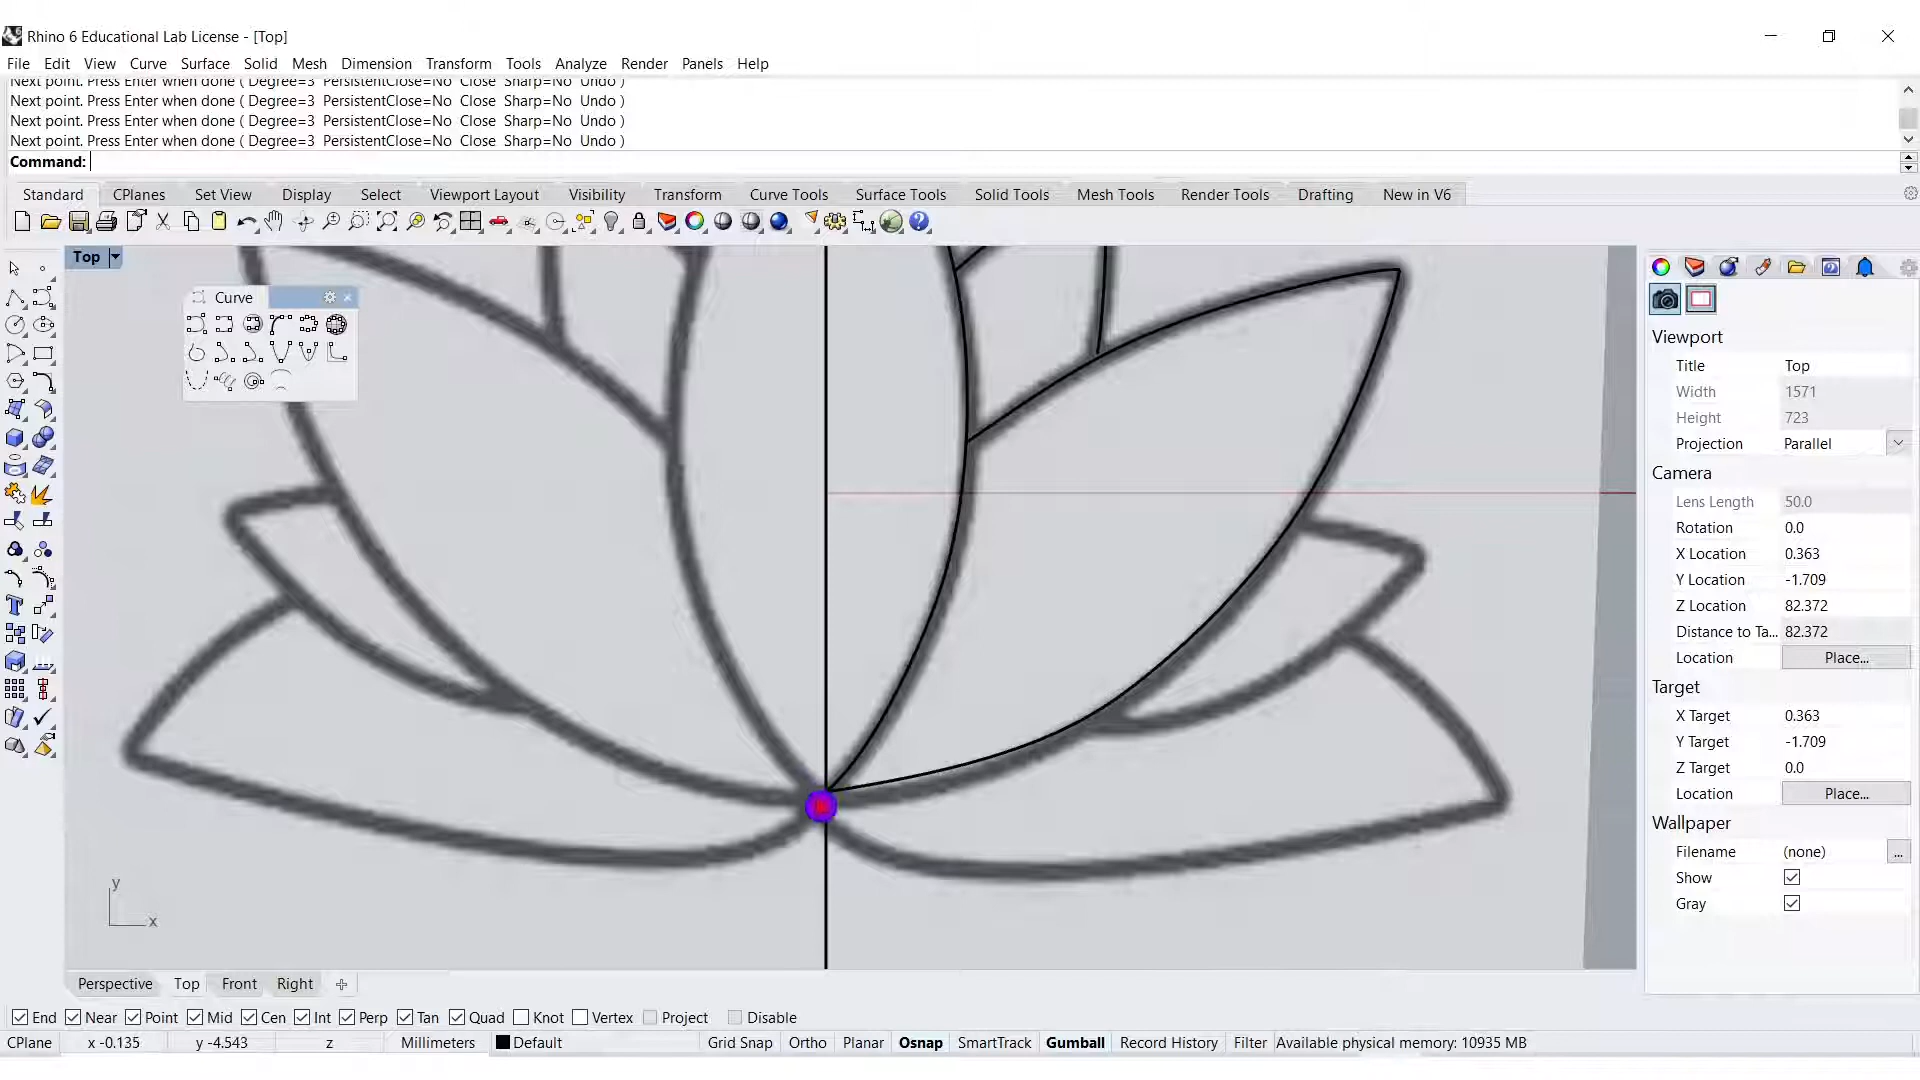 Rhino 6 Educational Lab License - [Top]
File Edit View Curve Surface Solid Mesh Dimension Transform Tools Analyze Render Panels Help
Next point. Press Enter when done ( Degree=3 PersistentClose=No Close Sharp=No Undo )
Next point. Press Enter when done ( Degree=3 PersistentClose=No Close Sharp=No Undo )
Next point. Press Enter when done ( Degree=3 PersistentClose=No Close Sharp=No Undo )
Next point. Press Enter when done ( Degree=3 PersistentClose=No Close Sharp=No Undo )
Command:
Standard CPlanes Set View Display Select Viewport Layout Visibility Transform Curve Tools Surface Tools Solid Tools Mesh Tools Render Tools Drafting New in V6
Top
Curve
Viewport
Title Top
Width 1571
Height 723
Projection Parallel
Camera
Lens Length 50.0
Rotation 0.0
X Location 0.363
Y Location -1.709
Z Location 82.372
Distance to Ta... 82.372
Location Place...
Target
X Target 0.363
Y Target -1.709
Z Target 0.0
Location Place...
Wallpaper
Filename (none) ...
Show
Gray
y
x
Perspective Top Front Right
End Near Point Mid Cen Int Perp Tan Quad Knot Vertex Project Disable
CPlane x -0.135 y -4.543 z Millimeters Default Grid Snap Ortho Planar Osnap SmartTrack Gumball Record History Filter Available physical memory: 10935 MB